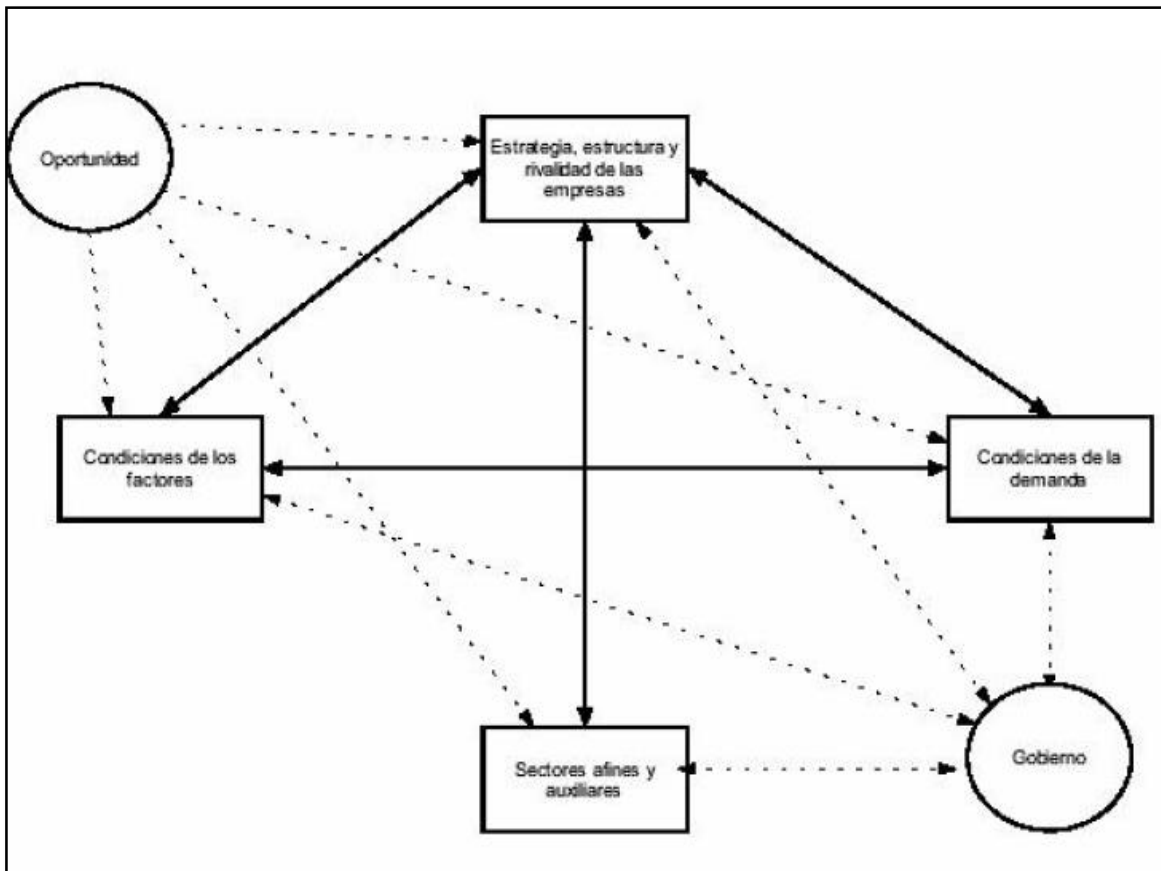 Oportunidad
Estrategia, estructura y
rivalidad de las
empresas
Condiciones de los
factores
Condiciones de la
demanda
Sectores afines y
auxiliares
Gobierno